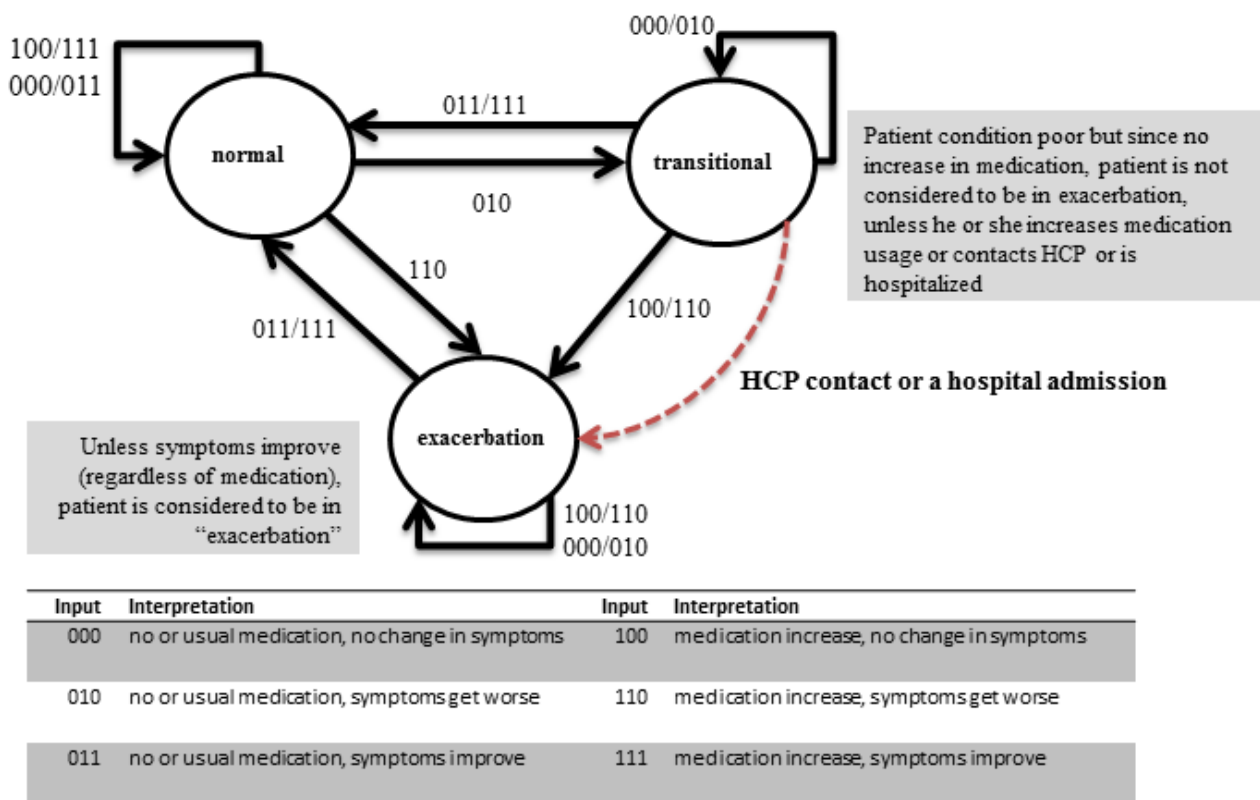 000/010
100/111
000/011
011/111
normal
transitional
010
Patient condition poor but since no
increase in medication, patient is not
considered to be in exacerbation,
unless he or she increases medication
usage or contacts HCP or is
hospitalized
110
100/110
011/111
HCP contact or a hospital admission
exacerbation
Unless symptoms improve
(regardless of medication),
patient is considered to be in
“exacerbation”
100/110
000/010
Input Interpretation Input Interpretation
000 no or usual medication, no change in symptoms 100 medication increase, no change in symptoms
010 no or usual medication, symptoms get worse 110 medication increase, symptoms get worse
011 no or usual medication, symptoms improve 111 medication increase, symptoms improve